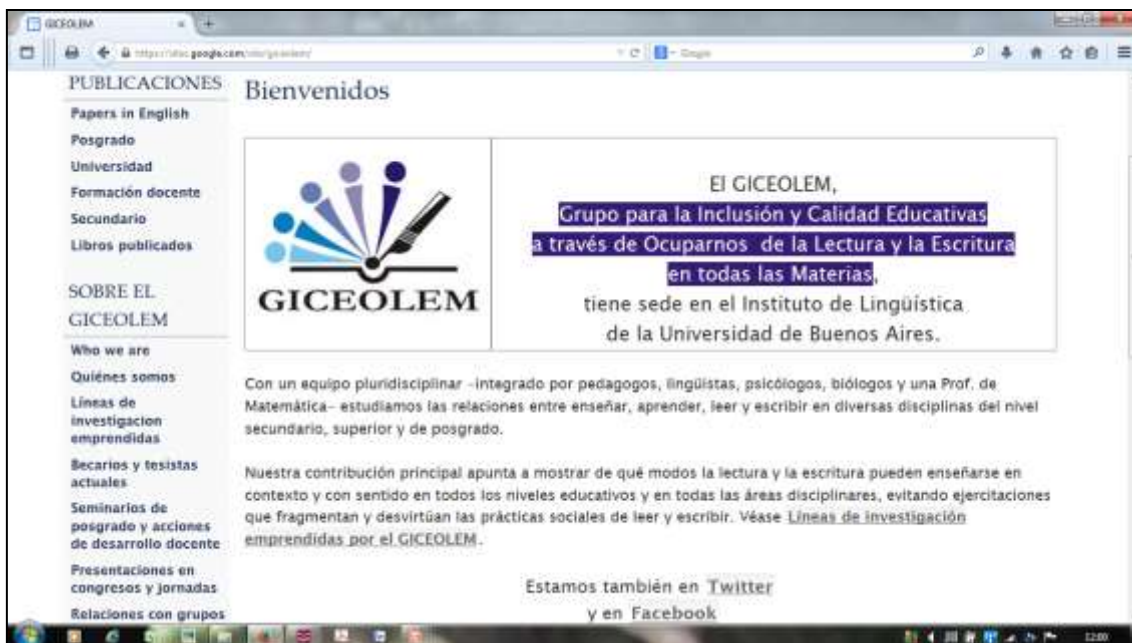 GICEOLEM
Google
PUBLICACIONES
Papers in English
Posgrado
Universidad
Formación docente
Secundario
Libros publicados
SOBRE EL
GICEOLEM
Who we are
Quiénes somos
Líneas de
investigacion
emprendidas
Becarios y tesistas
actuales
Seminarios de
posgrado y acciones
de desarrollo docente
Presentaciones en
congresos y jornadas
Relaciones con grupos
Bienvenidos
GICEOLEM
El GICEOLEM,
Grupo para la Inclusión y Calidad Educativas
a través de Ocuparnos de la Lectura y la Escritura
en todas las Materias,
tiene sede en el Instituto de Lingüística
de la Universidad de Buenos Aires.
Con un equipo pluridisciplinar -integrado por pedagogos, lingüistas, psicólogos, biólogos y una Prof. de
Matemática- estudiamos las relaciones entre enseñar, aprender, leer y escribir en diversas disciplinas del nivel
secundario, superior y de posgrado.
Nuestra contribución principal apunta a mostrar de qué modos la lectura y la escritura pueden enseñarse en
contexto y con sentido en todos los niveles educativos y en todas las áreas disciplinares, evitando ejercitaciones
que fragmentan y desvirtúan las prácticas sociales de leer y escribir. Véase Líneas de investigación
emprendidas por el GICEOLEM.
Estamos también en Twitter
y en Facebook
12:00